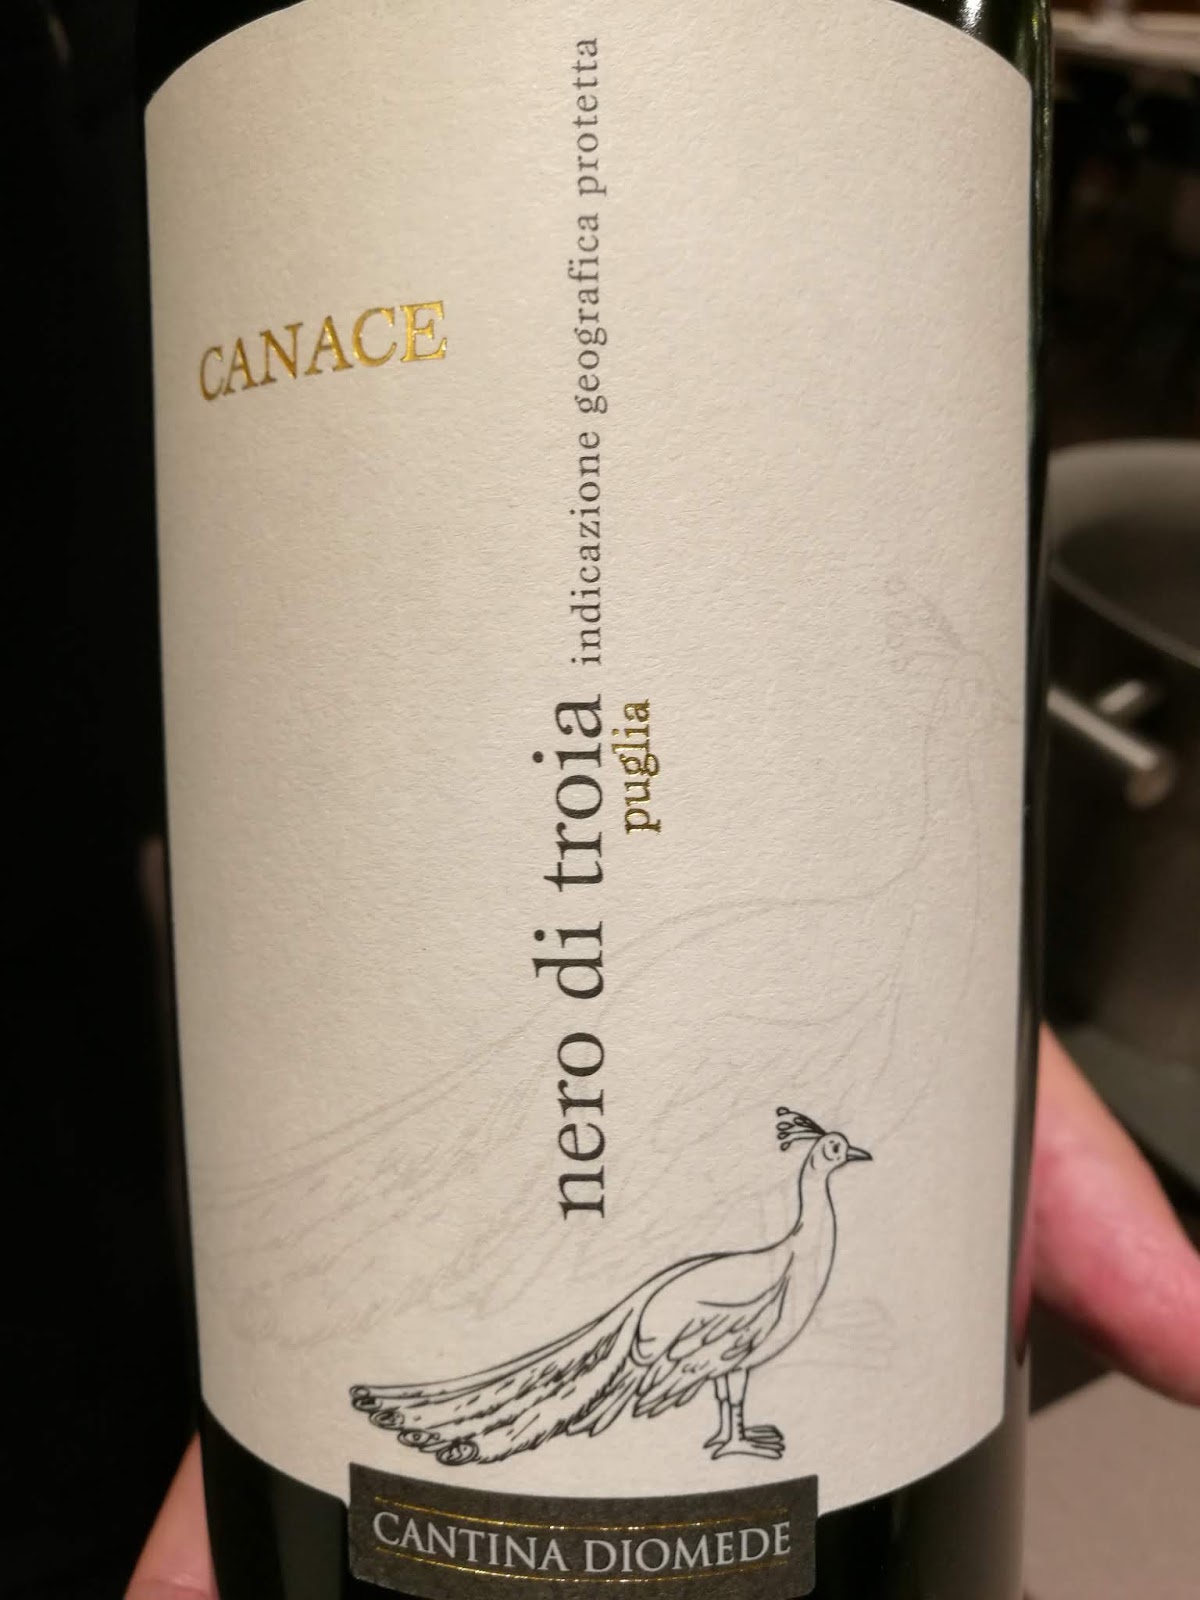 CANACE
nero di troia indicazione geografica protetta
puglia
CANTINA DIOMEDE